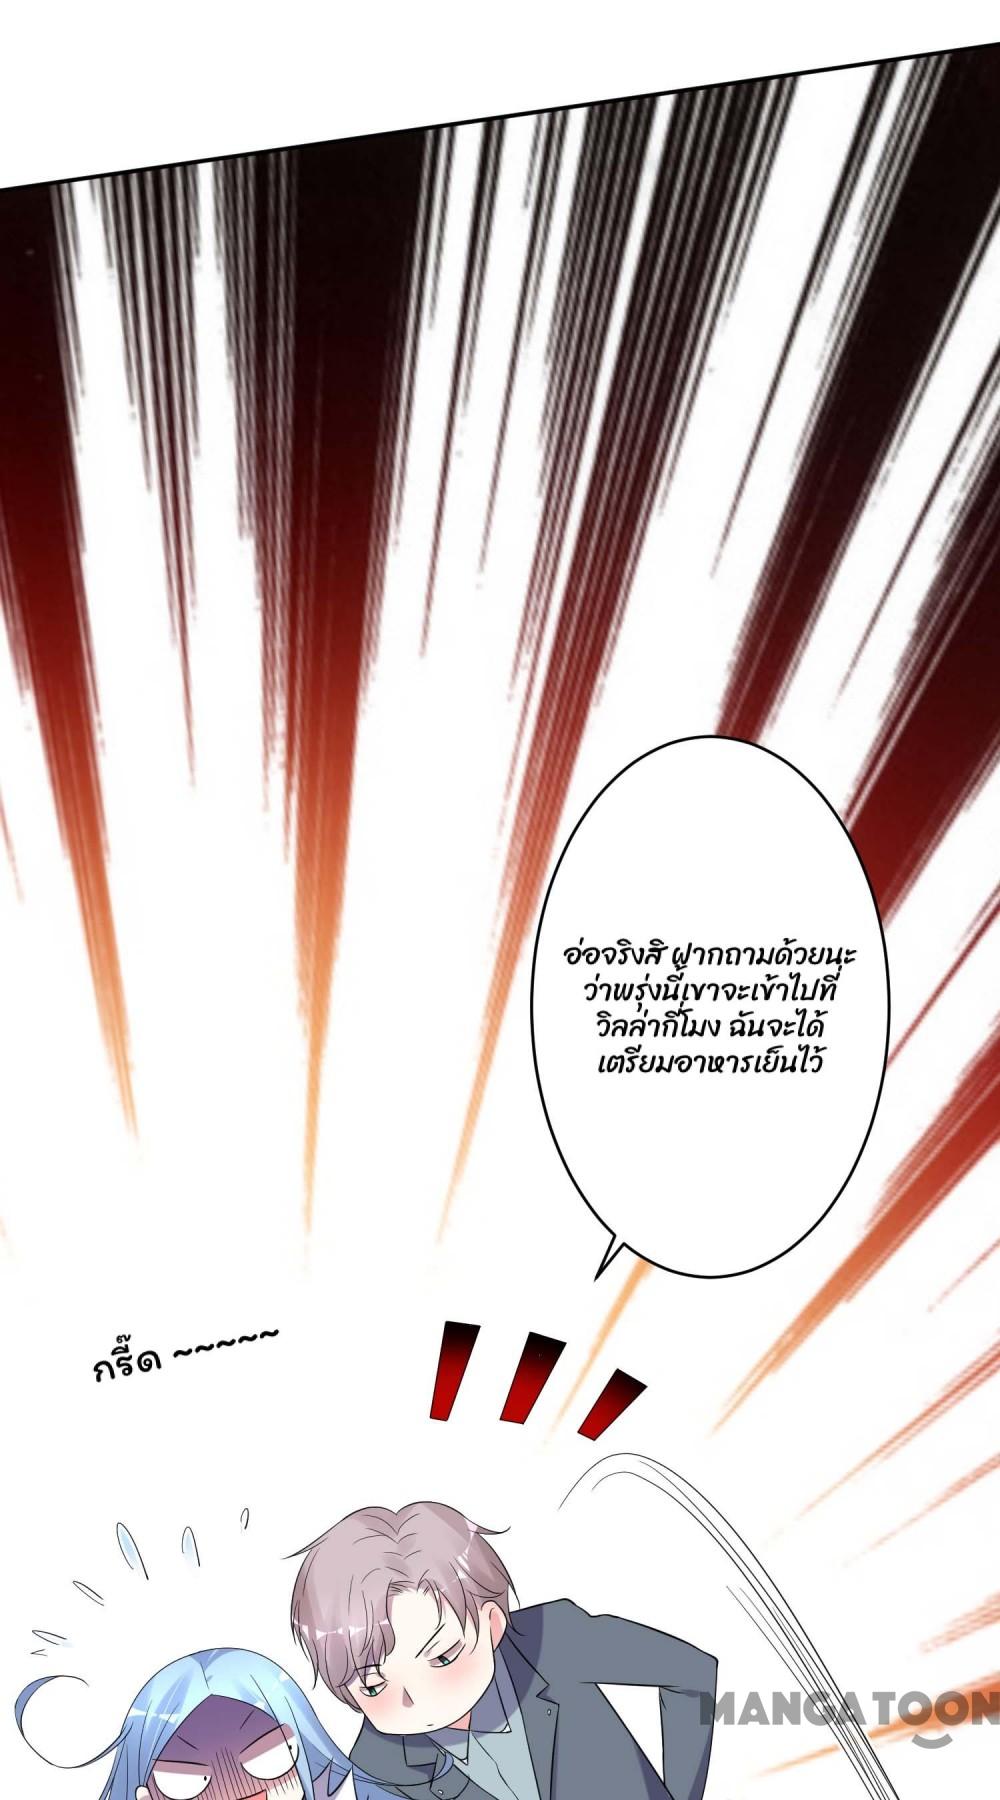 อ่อจริงสิ ฝากถามด้วยนะ
ว่าพรุ่งนี้เขาจะเข้าไปที่
วิลล่ากี่โมง ฉันจะได้
เตรียมอาหารเย็นไว้
กรี๊ด ~~~~~
MANGATOON